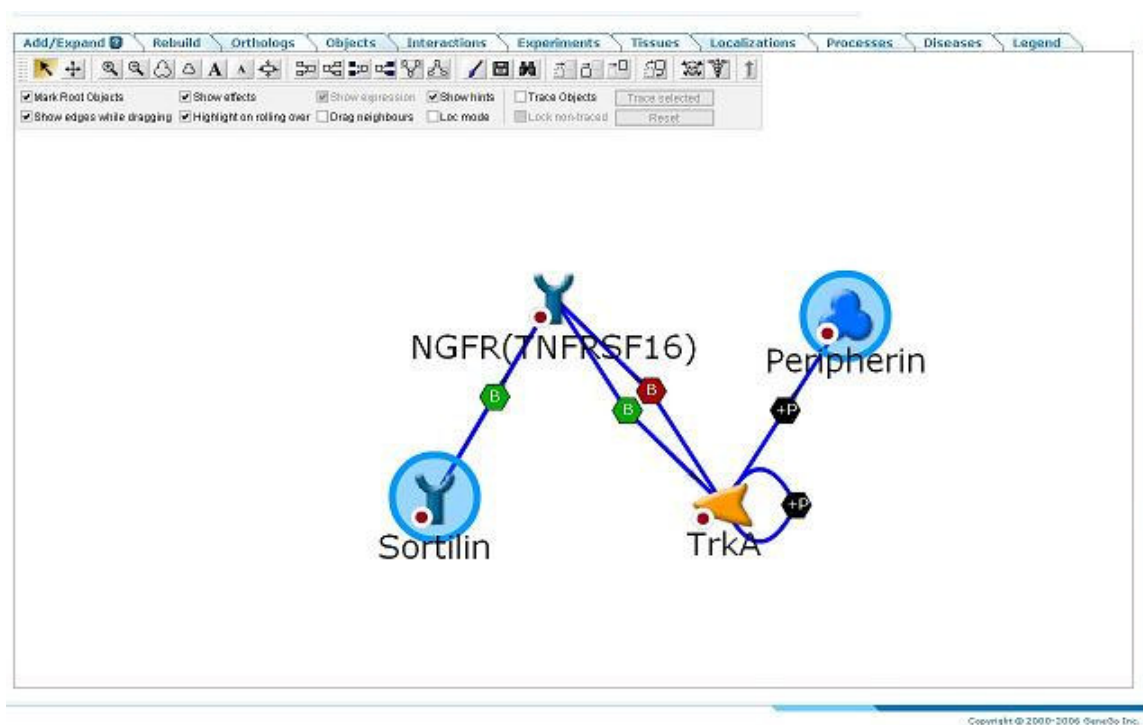 Add/Expand ? Rebuild Orthologs Objects Interactions Experiments Tissues Localizations Processes Diseases Legend
A A
Mark Root Objects Show effects Show expression Show hints Trace Objects Trace selected
Show edges while dragging Highlight on rolling over Drag neighbours Loc mode Lock non-traced Reset
NGFR(TNFRSF16)
Peripherin
B
B
B
+P
+P
Sortilin
TrkA
Copyright @ 2000-2006 GeneGo Inc.